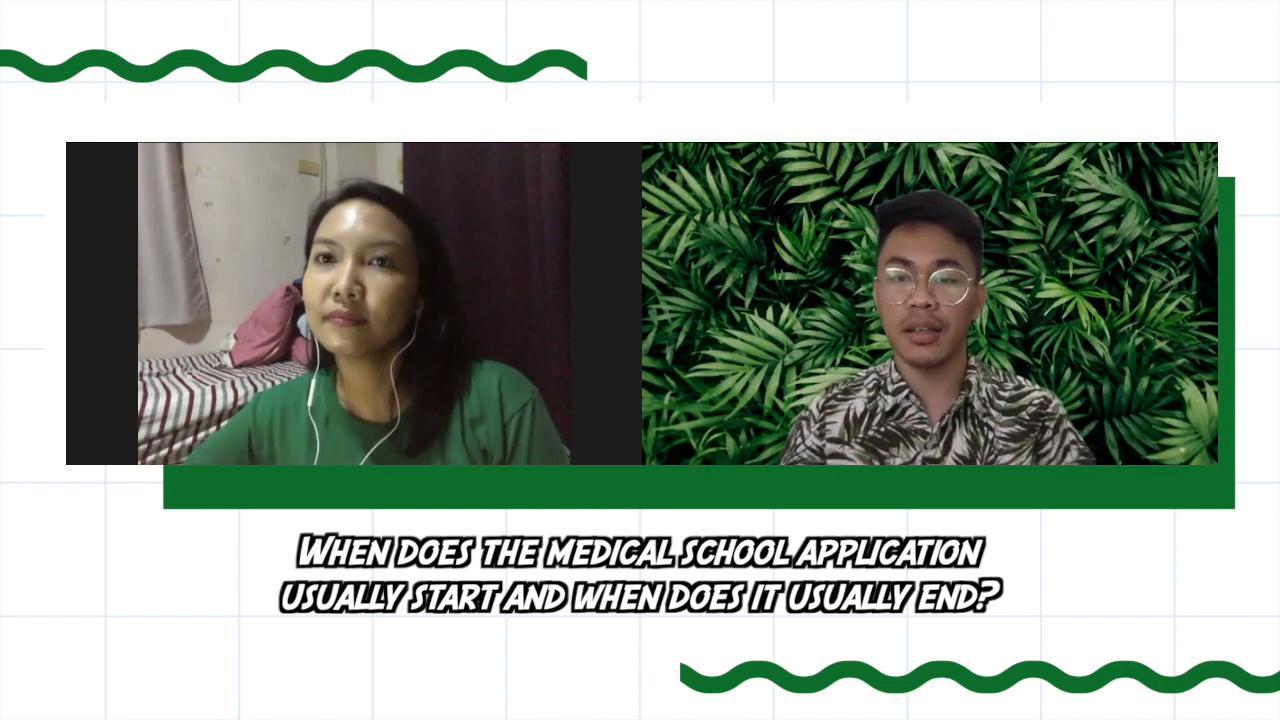 When does the medical school application
usually start and when does it usually end?